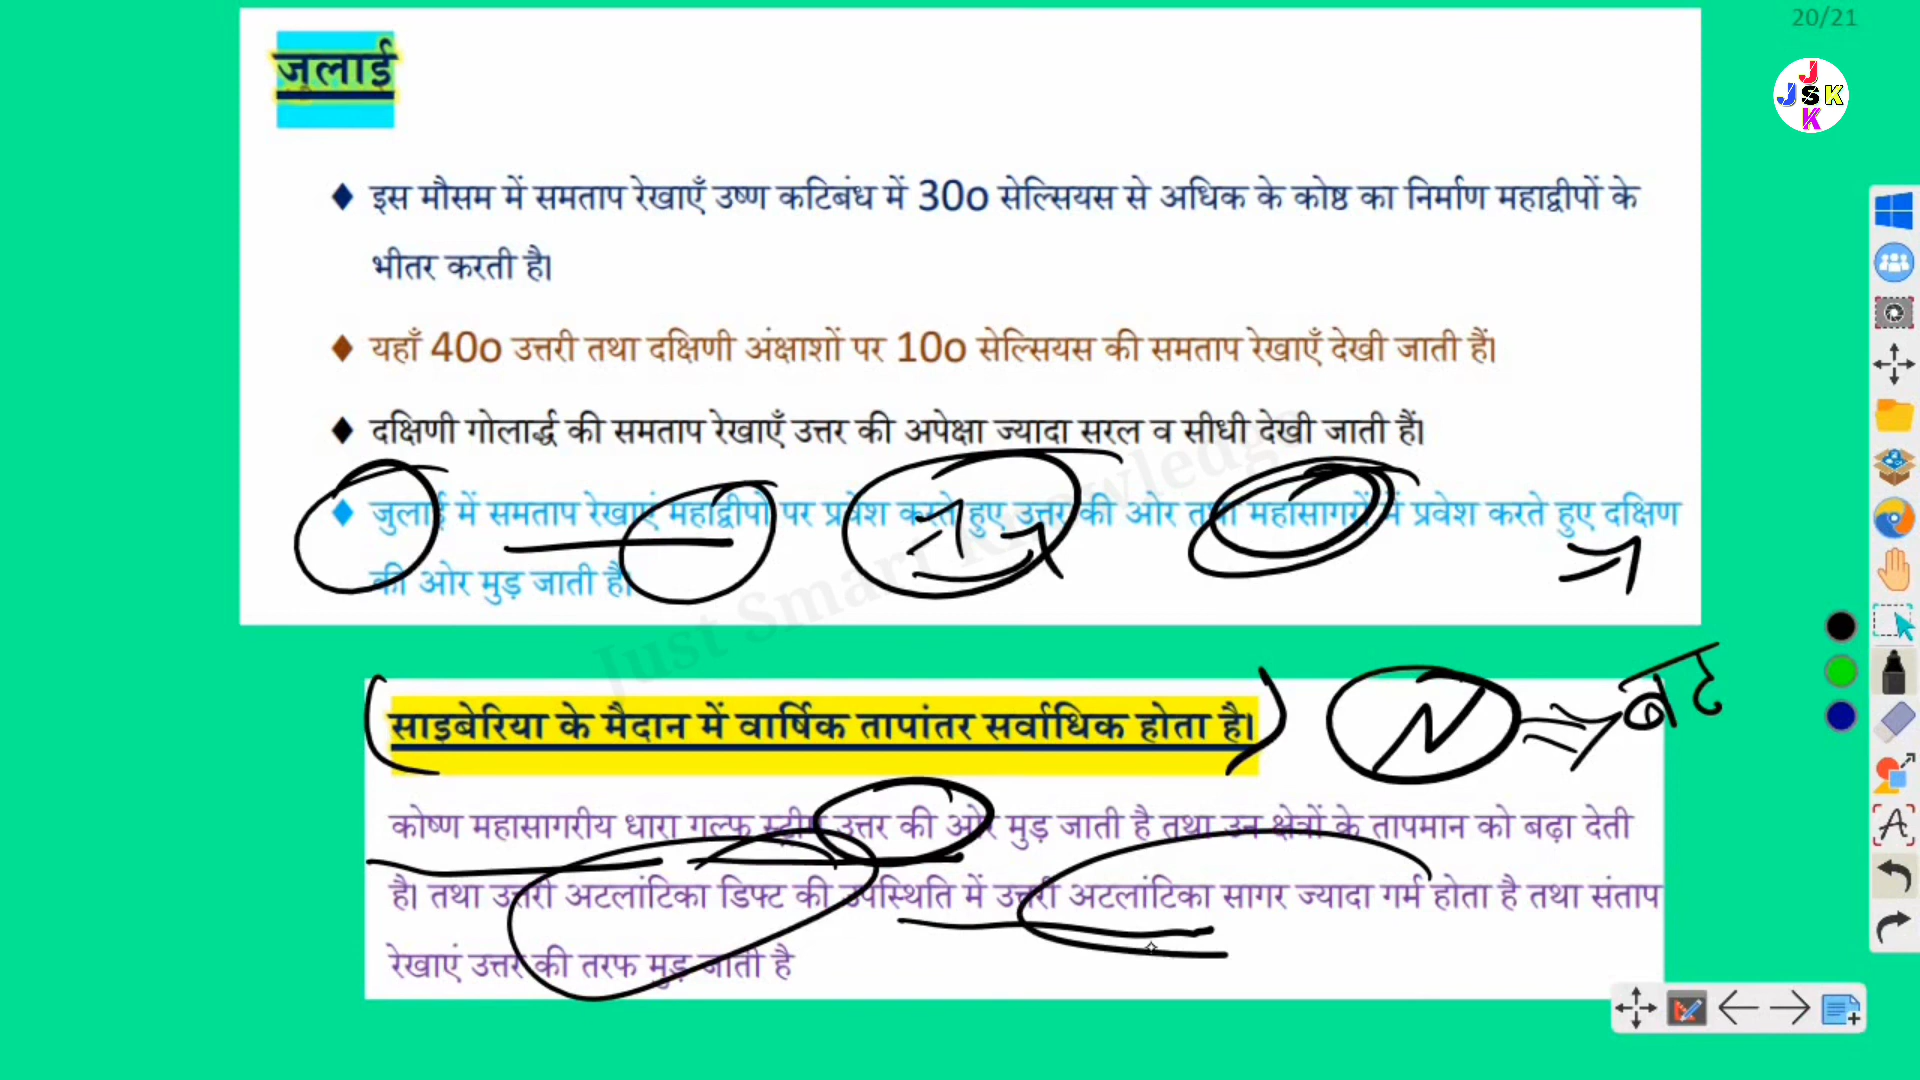 20/21
जुलाई
J
J S K
K
♦ इस मौसम में समताप रेखाएँ उष्ण कटिबंध में 30o सेल्सियस से अधिक के कोष्ठ का निर्माण महाद्वीपों के
भीतर करती है।
♦ यहाँ 40o उत्तरी तथा दक्षिणी अंक्षाशों पर 10o सेल्सियस की समताप रेखाएँ देखी जाती हैं।
♦ दक्षिणी गोलार्द्ध की समताप रेखाएँ उत्तर की अपेक्षा ज्यादा सरल व सीधी देखी जाती हैं।
♦ जुलाई में समताप रेखाएं महाद्वीपों पर प्रवेश करते हुए उत्तर की ओर तथा महासागरों में प्रवेश करते हुए दक्षिण
की ओर मुड़ जाती है।
Just Smart Knowledge
साइबेरिया के मैदान में वार्षिक तापांतर सर्वाधिक होता है।
N
कोष्ण महासागरीय धारा गल्फ स्ट्रीम उत्तर की ओर मुड़ जाती है तथा उन क्षेत्रों के तापमान को बढ़ा देती
है। तथा उत्तरी अटलांटिका डिफ्ट की उपस्थिति में उत्तरी अटलांटिका सागर ज्यादा गर्म होता है तथा संताप
रेखाएं उत्तर की तरफ मुड़ जाती है